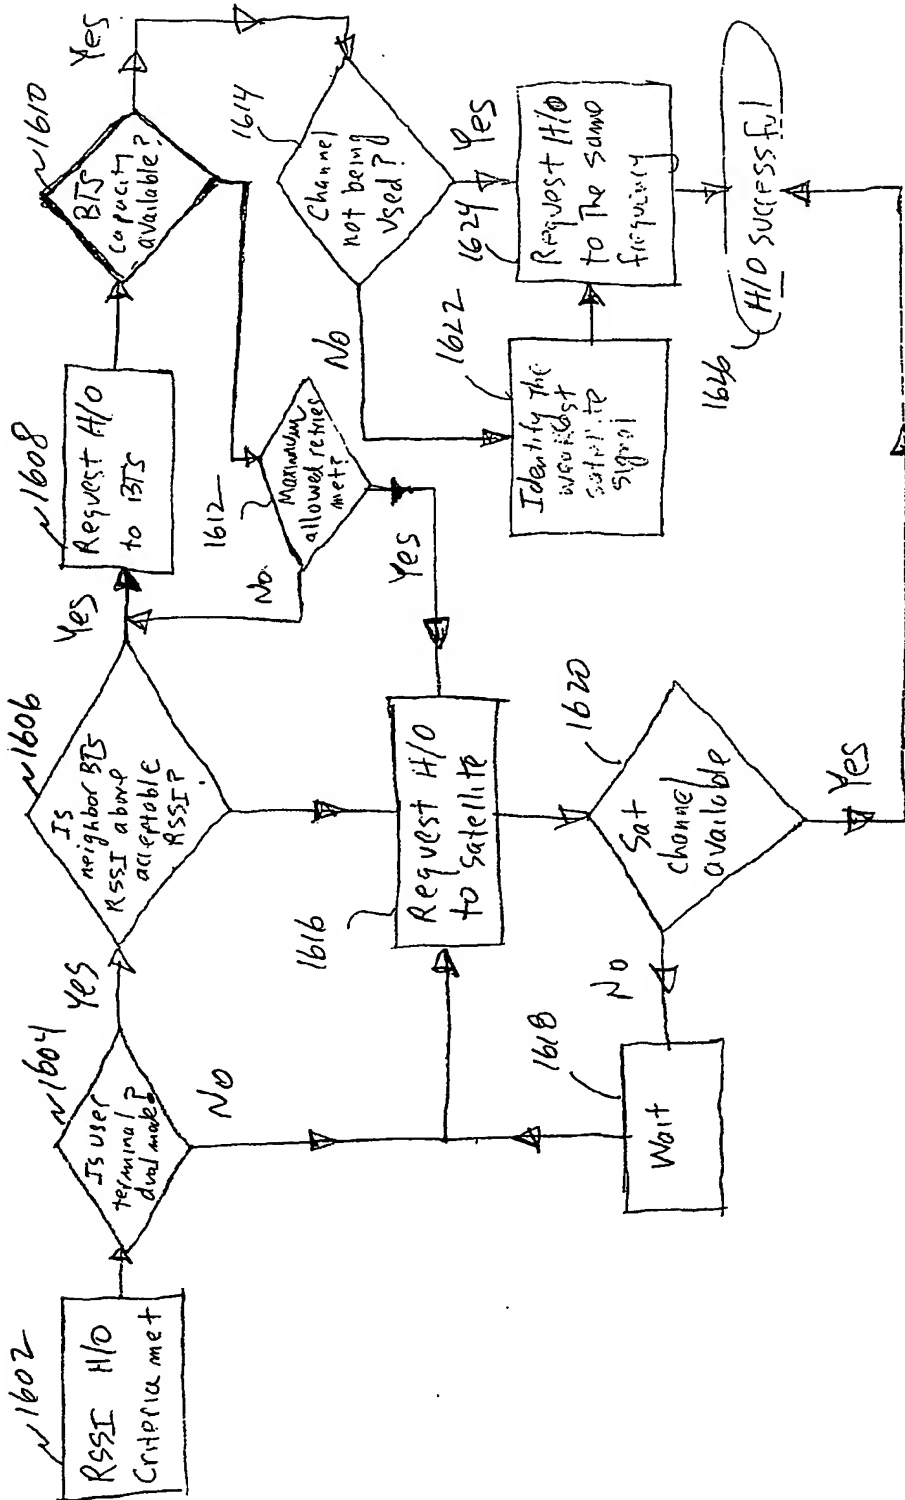 ~1602
RSSI H/O
Criteria met
~1604
Is user
terminal
dual mode?
Yes
No
~1606
Is
neighbor BTS
RSSI above
acceptable
RSSI?
Yes
~1608
Request H/O
to BTS
~1610
BTS
capacity
available?
Yes
1612
Maximum
allowed retries
met?
No.
Yes
1614
Channel
not being
used?
Yes
No
1616
Request H/O
to Satellite
1618
Wait
No
1620
Sat
channel
available
Yes
1622
Identify the
weakest
satellite
signal
1624
Request H/O
to The same
frequency
1626
H/O successful